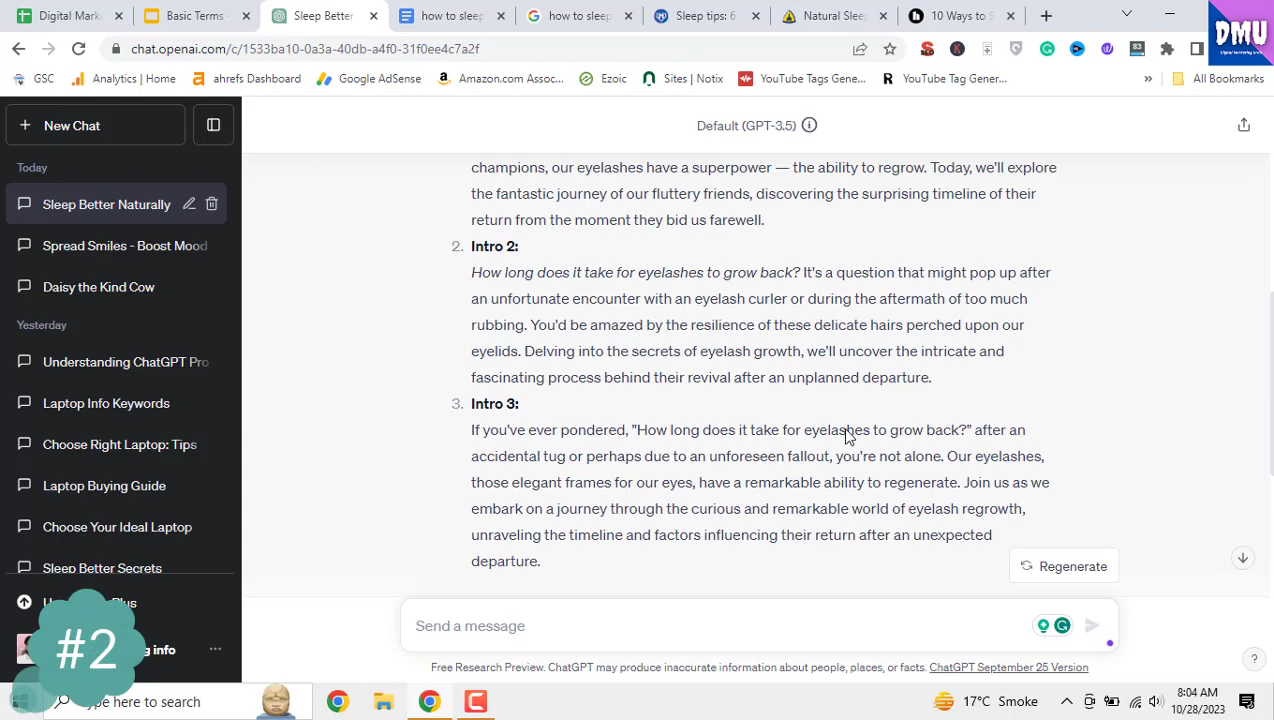 Digital Marke
Basic Terms -
Sleep Better
how to sleep
how to sleep
Sleep tips:
Natural Slee
10 Ways to S
DMU
chat.openai.com/c/1533ba10-0a3a-40db-a4f0-31f0ee4c7a2f
83
GSC
Analytics | Home
ahrefs Dashboard
Google AdSense
Amazon.com Assoc...
Ezoic
Sites | Notix
YouTube Tags Gene...
YouTube Tag Gener...
All Bookmarks
New Chat
Default (GPT-3.5)
Today
Sleep Better Naturally
Spread Smiles - Boost Mood
Daisy the Kind Cow
Yesterday
Understanding ChatGPT Pro
Laptop Info Keywords
Choose Right Laptop: Tips
Laptop Buying Guide
Choose Your Ideal Laptop
Sleep Better Secrets
Plus
#2
info
champions, our eyelashes have a superpower — the ability to regrow. Today, we'll explore
the fantastic journey of our fluttery friends, discovering the surprising timeline of their
return from the moment they bid us farewell.
2. Intro 2:
How long does it take for eyelashes to grow back? It's a question that might pop up after
an unfortunate encounter with an eyelash curler or during the aftermath of too much
rubbing. You'd be amazed by the resilience of these delicate hairs perched upon our
eyelids. Delving into the secrets of eyelash growth, we'll uncover the intricate and
fascinating process behind their revival after an unplanned departure.
3. Intro 3:
If you've ever pondered, "How long does it take for eyelashes to grow back?" after an
accidental tug or perhaps due to an unforeseen fallout, you're not alone. Our eyelashes,
those elegant frames for our eyes, have a remarkable ability to regenerate. Join us as we
embark on a journey through the curious and remarkable world of eyelash regrowth,
unraveling the timeline and factors influencing their return after an unexpected
departure.
Regenerate
Send a message
Free Research Preview. ChatGPT may produce inaccurate information about people, places, or facts. ChatGPT September 25 Version
?
ype here to search
17°C Smoke
8:04 AM
10/28/2023